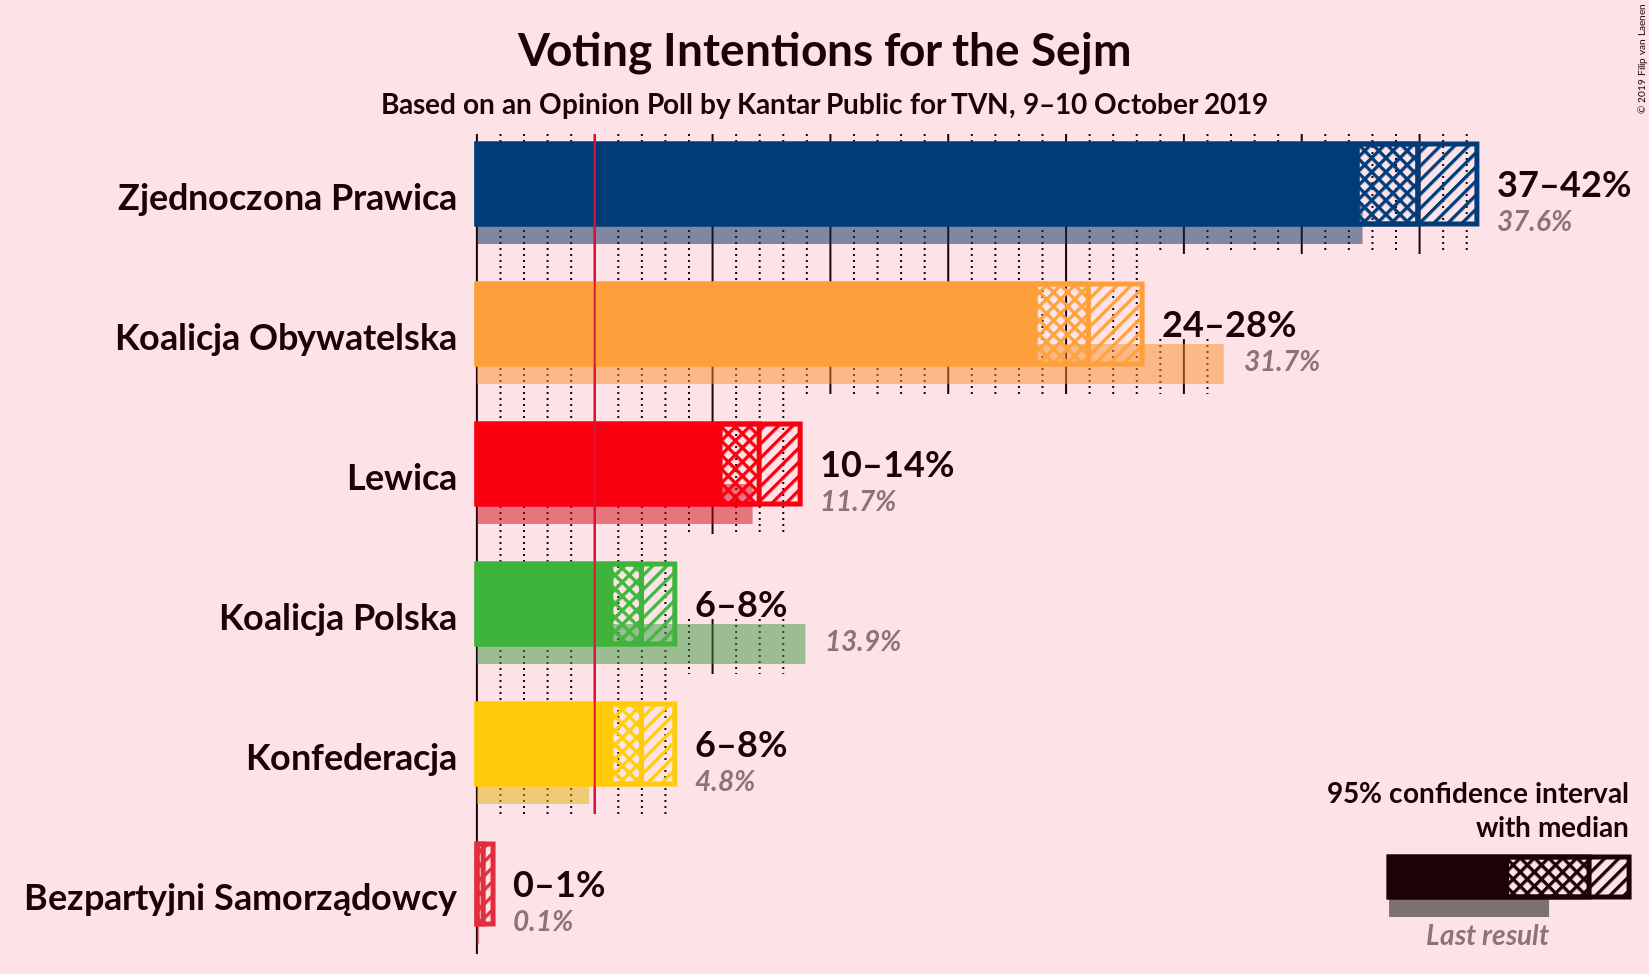 Voting Intentions for the Sejm
Based on an Opinion Poll by Kantar Public for TVN, 9–10 October 2019
© 2019 Filip van Laenen
Zjednoczona Prawica
37–42%
37.6%
Koalicja Obywatelska
24–28%
31.7%
Lewica
10–14%
11.7%
Koalicja Polska
6–8%
13.9%
Konfederacja
6–8%
4.8%
Bezpartyjni Samorządowcy
0–1%
0.1%
95% confidence interval
with median
Last result